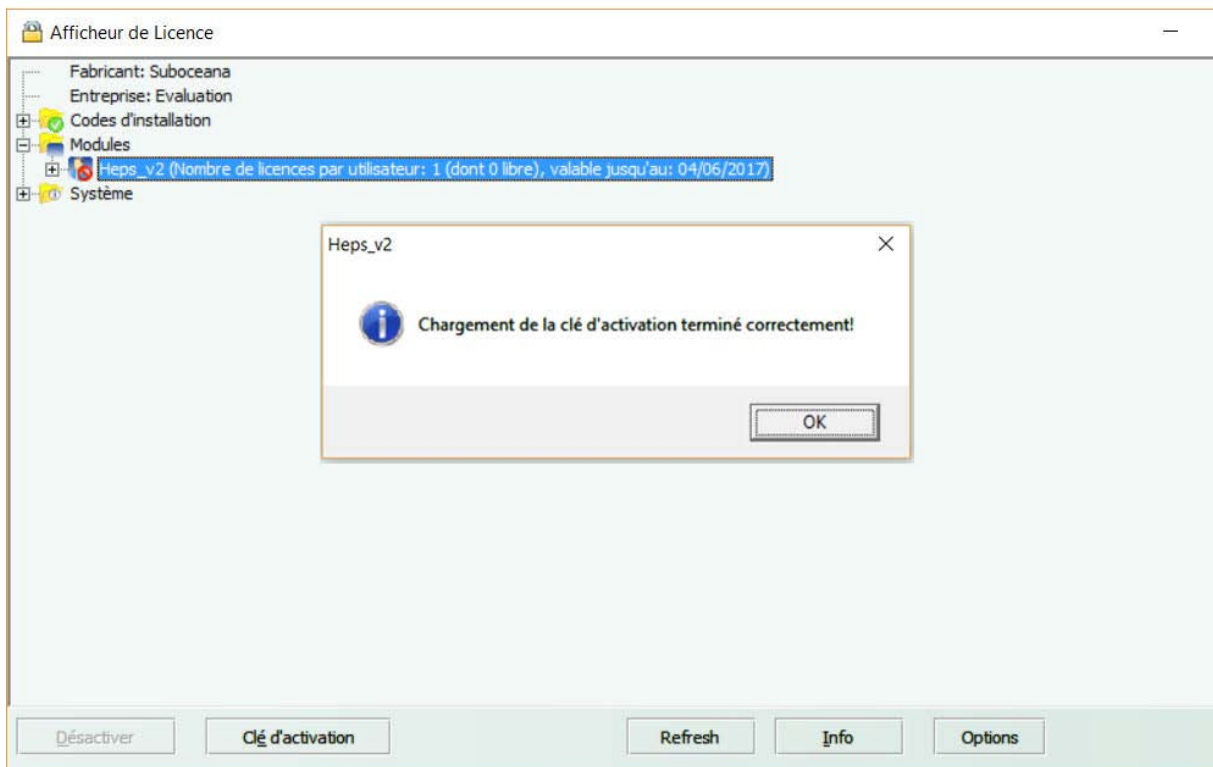 Afficheur de Licence
Fabricant: Suboceana
Entreprise: Evaluation
Codes d'installation
Modules
Heps_v2 (Nombre de licences par utilisateur: 1 (dont 0 libre), valable jusqu'au: 04/06/2017)
Système
Heps_v2
Chargement de la clé d'activation terminé correctement!
OK
Désactiver Clé d'activation Refresh Info Options